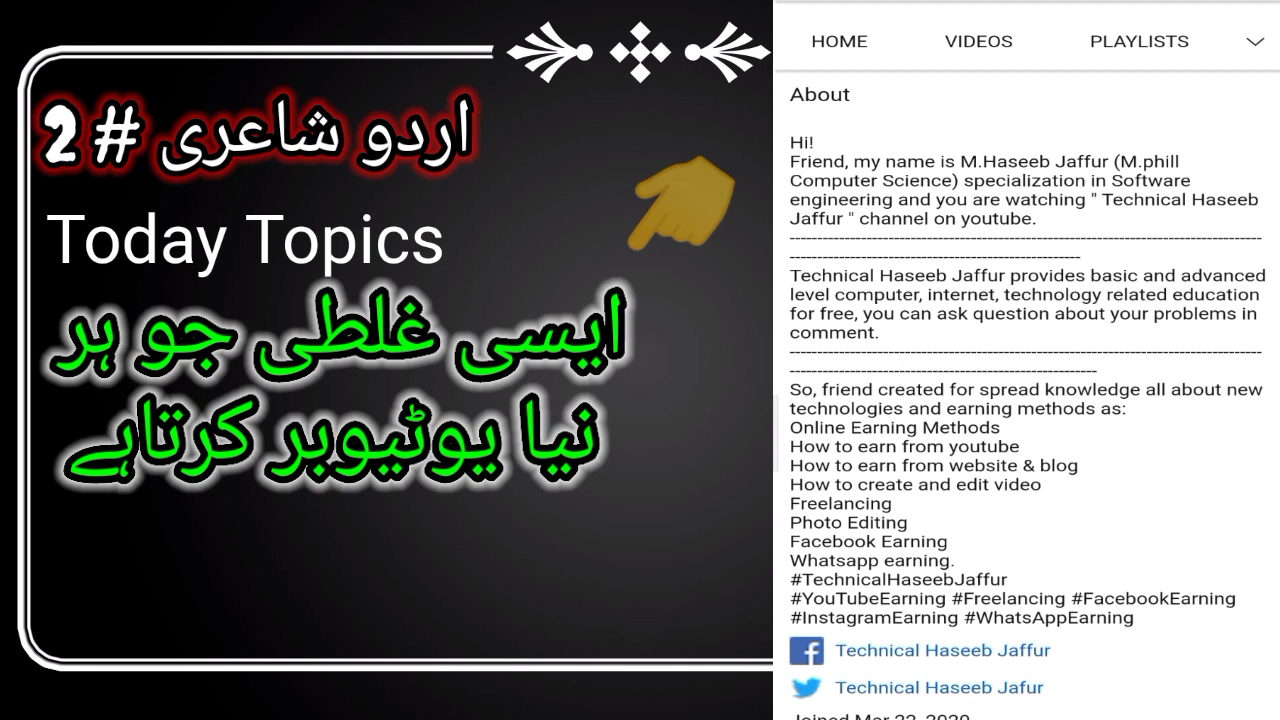 اردو شاعری # 2
Today Topics
ایسی غلطی جو ہر
نیا یوٹیوبر کرتاہے
HOME VIDEOS PLAYLISTS
About
Hi!
Friend, my name is M.Haseeb Jaffur (M.phill
Computer Science) specialization in Software
engineering and you are watching " Technical Haseeb
Jaffur " channel on youtube.
--------------------------------------------------------------------------------------
-----------------------------------------------------
Technical Haseeb Jaffur provides basic and advanced
level computer, internet, technology related education
for free, you can ask question about your problems in
comment.
--------------------------------------------------------------------------------------
--------------------------------------------------------
So, friend created for spread knowledge all about new
technologies and earning methods as:
Online Earning Methods
How to earn from youtube
How to earn from website & blog
How to create and edit video
Freelancing
Photo Editing
Facebook Earning
Whatsapp earning.
#TechnicalHaseebJaffur
#YouTubeEarning #Freelancing #FacebookEarning
#InstagramEarning #WhatsAppEarning
Technical Haseeb Jaffur
Technical Haseeb Jafur
Joined Mar 22, 2020